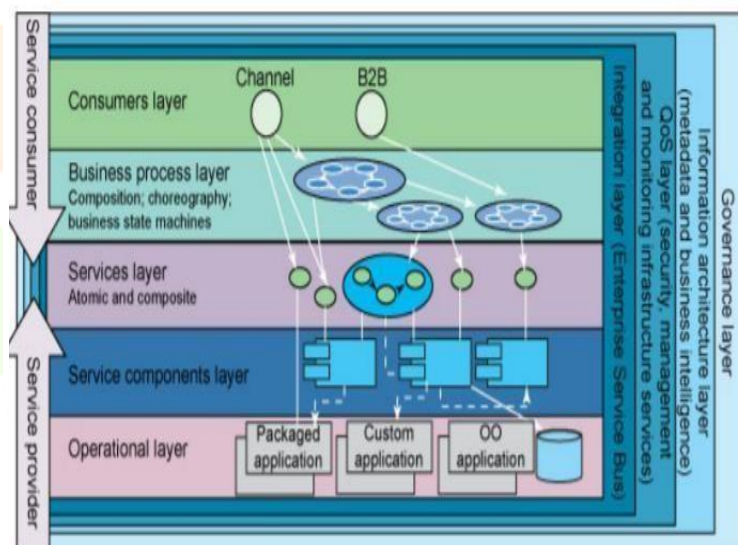 Service consumer
Service provider
Channel
B2B
Consumers layer
Business process layer
Composition; choreography;
business state machines
Services layer
Atomic and composite
Service components layer
Operational layer
Packaged
application
Custom
application
OO
application
Integration layer (Enterprise Service Bus)
QoS layer (security, management
and monitoring infrastructure services)
Information architecture layer
(metadata and business intelligence)
Governance layer